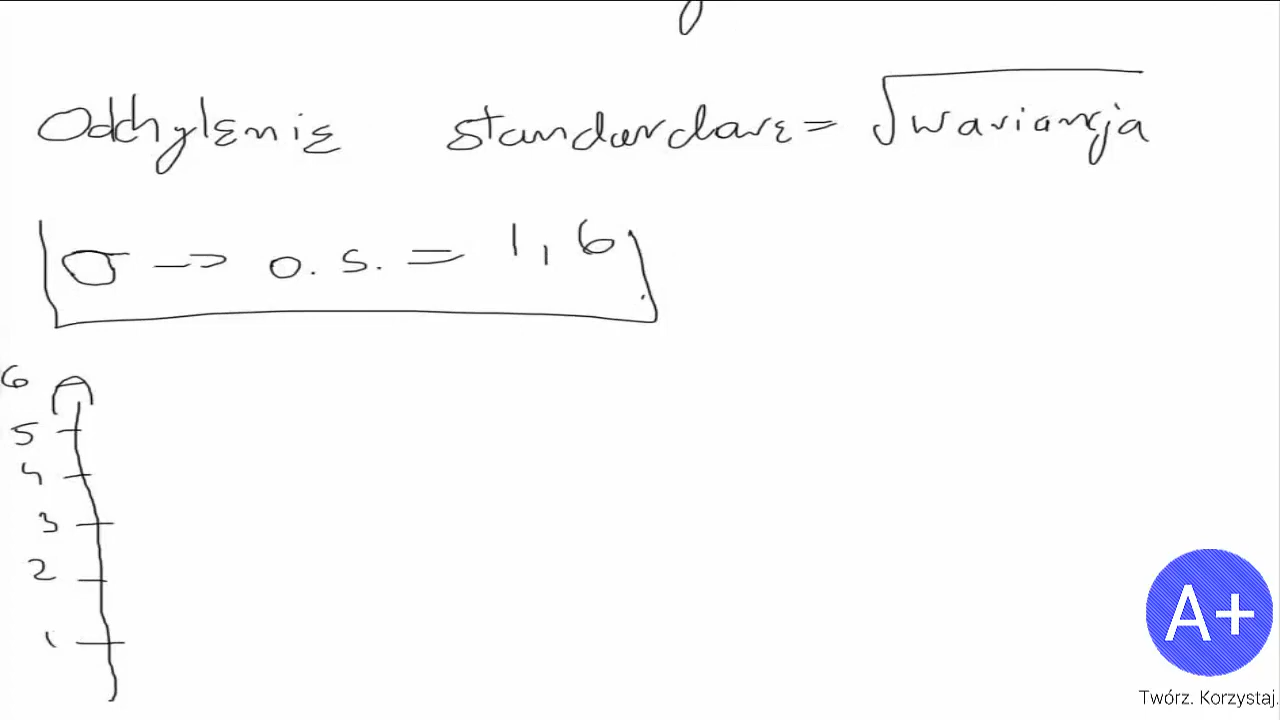 Odchylenie standardowe = √wariancja
σ → o.s. = 1,6
6
5
4
3
2
1
A+
Twórz. Korzystaj.